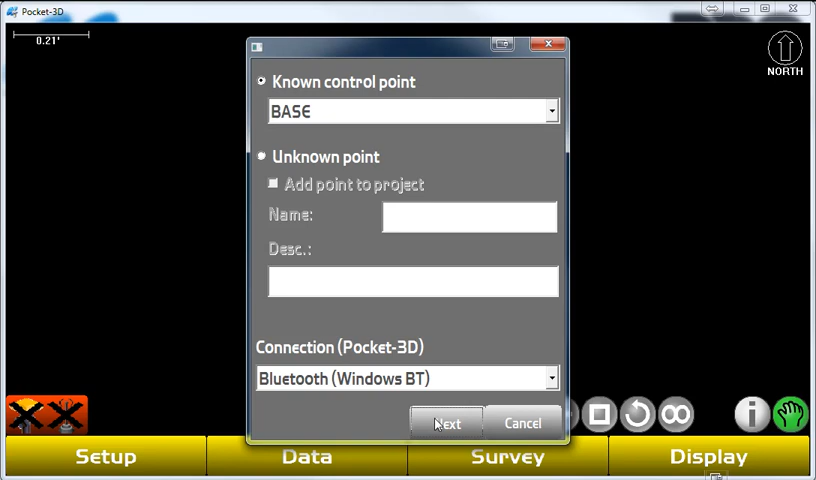 Pocket-3D
0.21'
NORTH
Known control point
BASE
Unknown point
Add point to project
Name:
Desc.:
Connection (Pocket-3D)
Bluetooth (Windows BT)
Next
Cancel
Setup
Data
Survey
Display